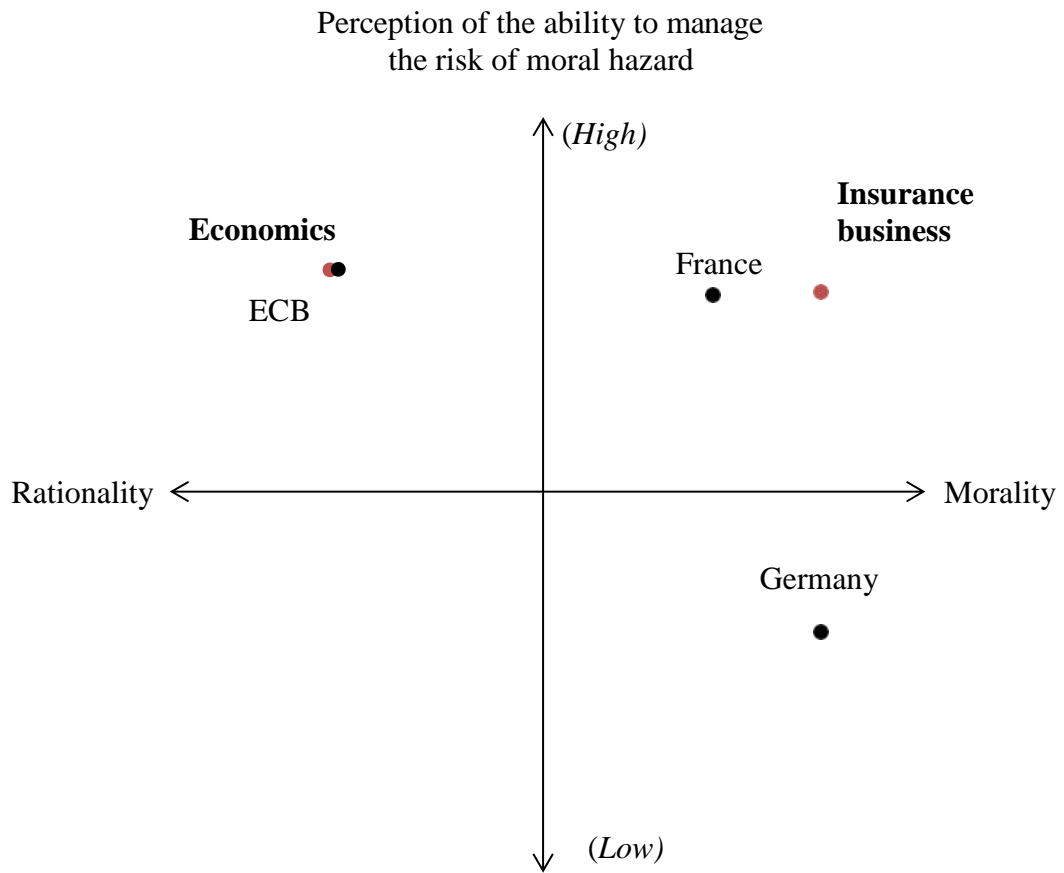 Perception of the ability to manage
the risk of moral hazard
(High)
Insurance
business
Economics
France
ECB
Rationality
Morality
Germany
(Low)